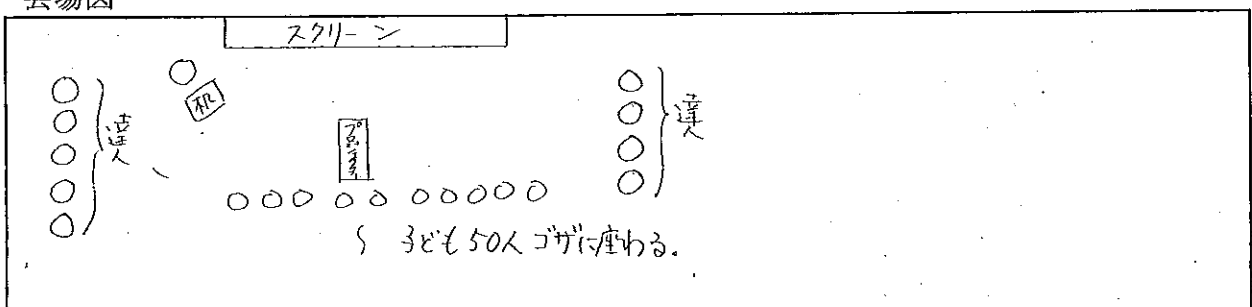 会場図
スクリーン
机
達人
プロジェクタ
達人
子ども50人 ゴザに座わる。